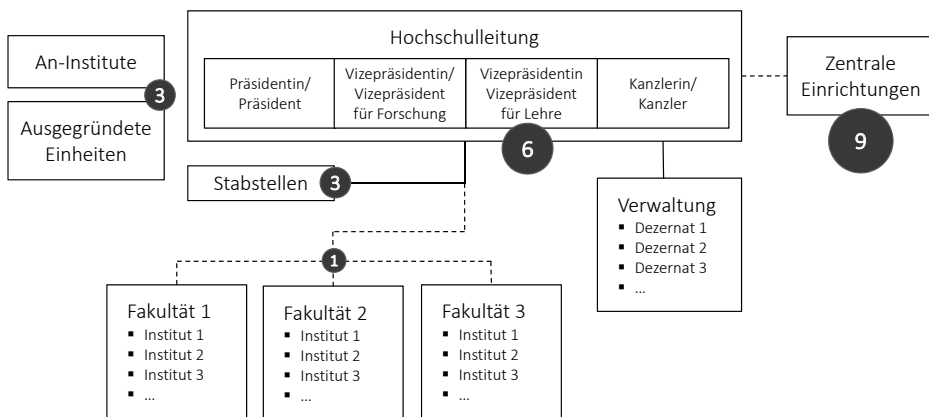 Hochschulleitung
Präsidentin/
Präsident
Vizepräsidentin/
Vizepräsident
für Forschung
Vizepräsidentin
Vizepräsident
für Lehre
Kanzlerin/
Kanzler
6
An-Institute
3
Ausgegründete
Einheiten
Zentrale
Einrichtungen
9
Stabstellen
3
Verwaltung
▪ Dezernat 1
▪ Dezernat 2
▪ Dezernat 3
▪ ...
1
Fakultät 1
▪ Institut 1
▪ Institut 2
▪ Institut 3
▪ ...
Fakultät 2
▪ Institut 1
▪ Institut 2
▪ Institut 3
▪ ...
Fakultät 3
▪ Institut 1
▪ Institut 2
▪ Institut 3
▪ ...